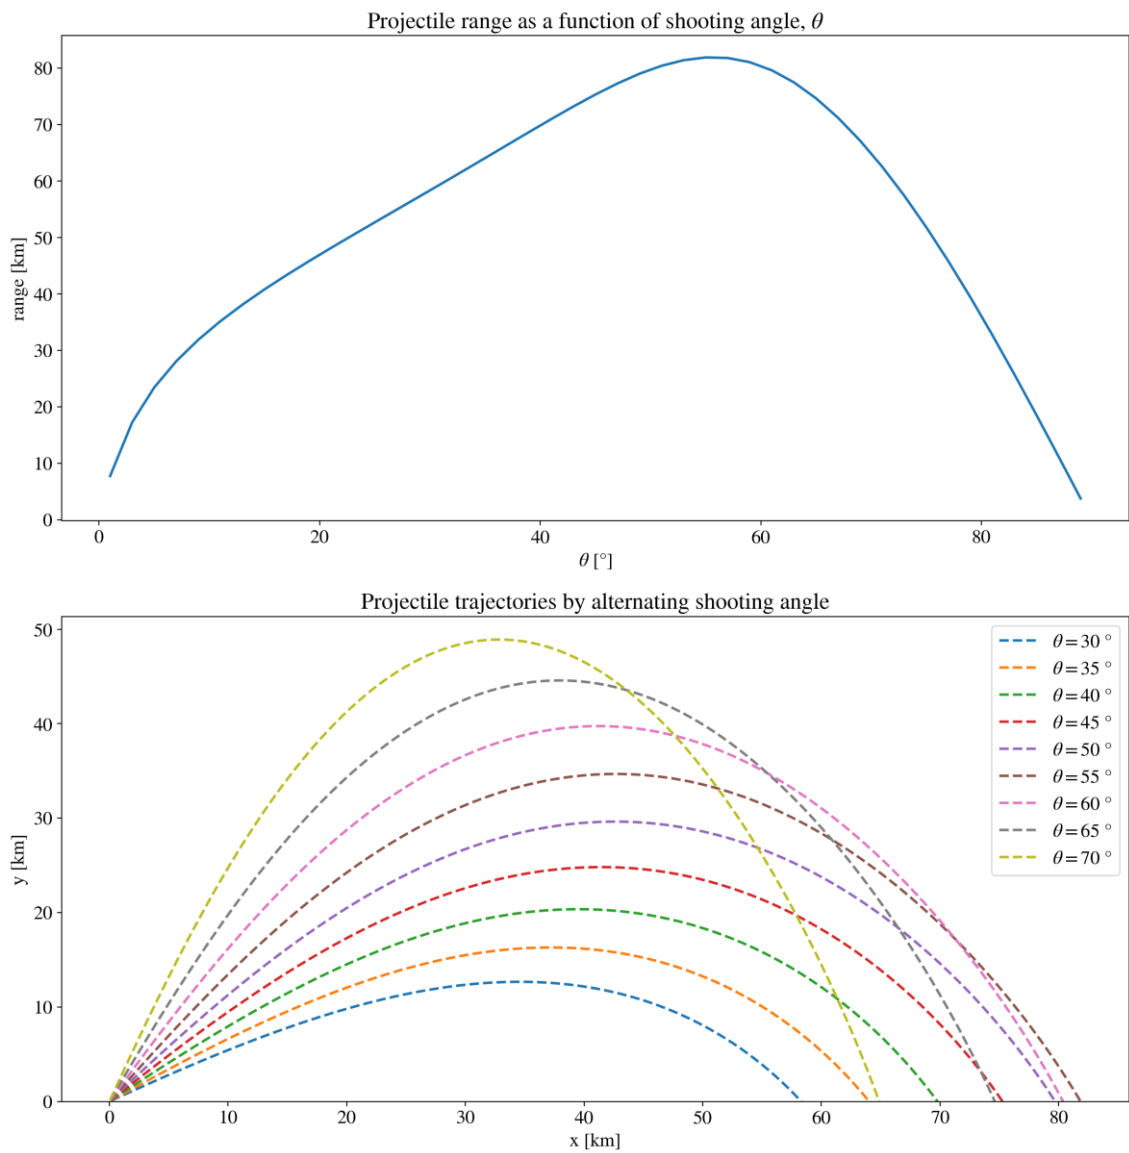 Projectile range as a function of shooting angle, θ
range [km]
80
70
60
50
40
30
20
10
0
0 20 40 60 80
θ [°]
Projectile trajectories by alternating shooting angle
y [km]
50
40
30
20
10
0
θ = 30 °
θ = 35 °
θ = 40 °
θ = 45 °
θ = 50 °
θ = 55 °
θ = 60 °
θ = 65 °
θ = 70 °
0 10 20 30 40 50 60 70 80
x [km]